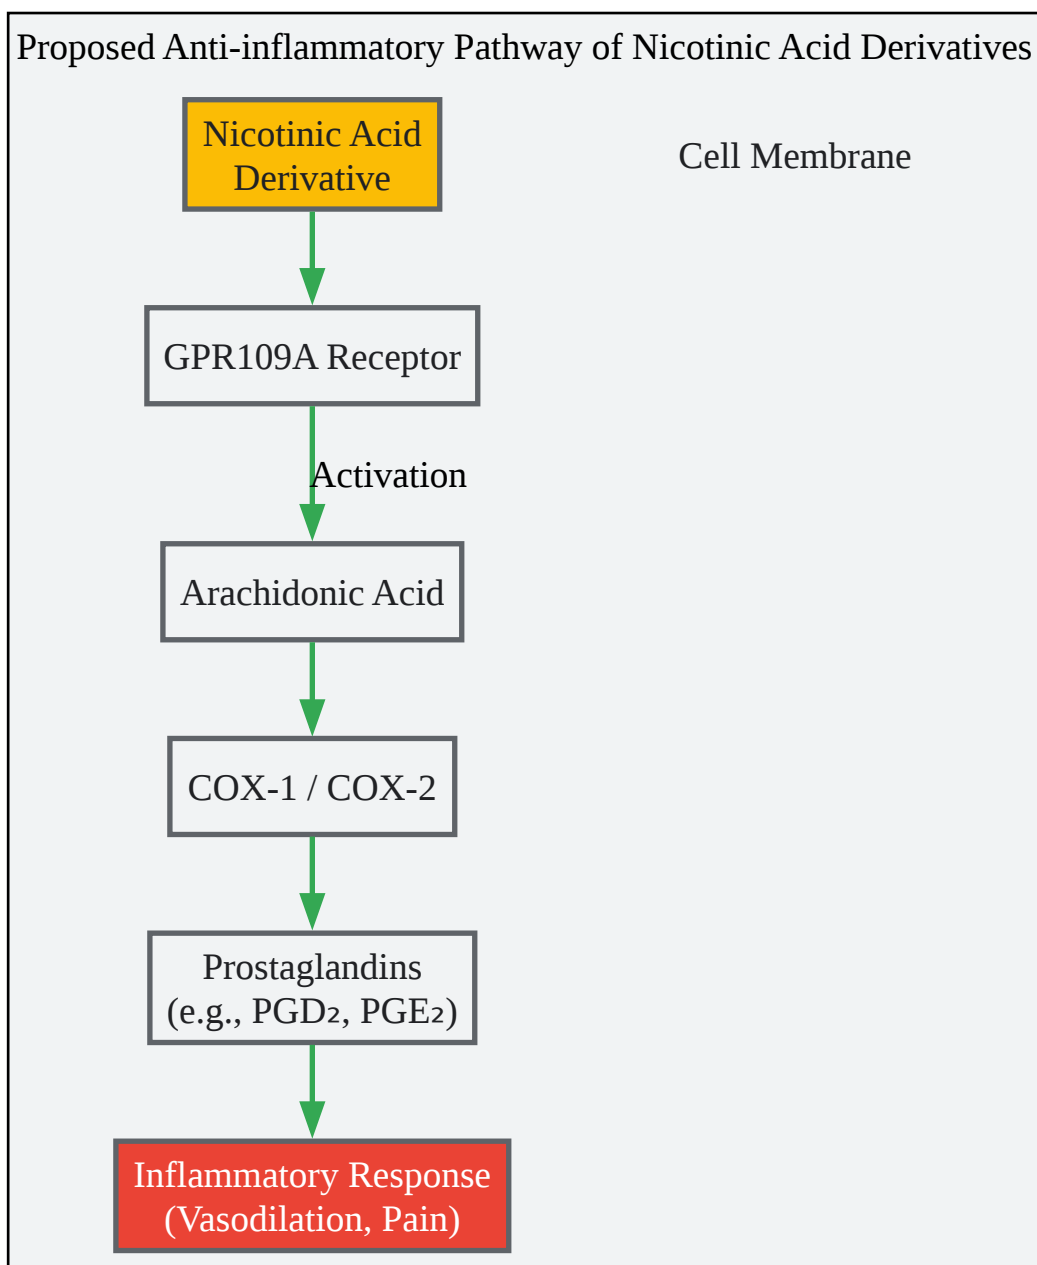 Proposed Anti-inflammatory Pathway of Nicotinic Acid Derivatives
Nicotinic Acid
Derivative
Cell Membrane
GPR109A Receptor
Activation
Arachidonic Acid
COX-1 / COX-2
Prostaglandins
(e.g., PGD₂, PGE₂)
Inflammatory Response
(Vasodilation, Pain)